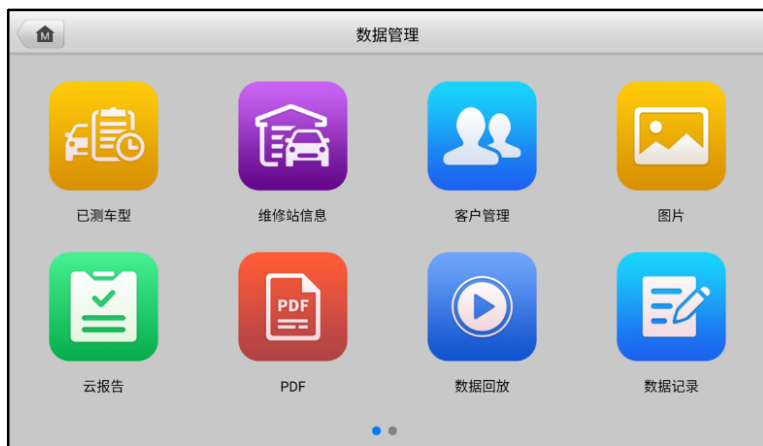 M
数据管理
已测车型
维修站信息
客户管理
图片
PDF
云报告
PDF
数据回放
数据记录